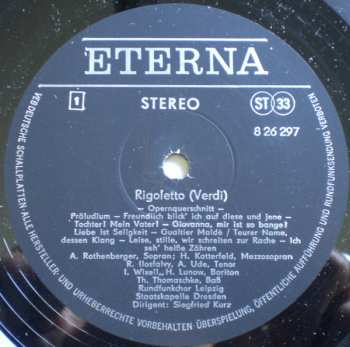 ETERNA
1
STEREO
ST 33
8 26 297
Rigoletto (Verdi)
– Opernquerschnitt –
Präludium – Freundlich blick' ich auf diese und jene –
Tochter! Mein Vater! – Giovanna, mir ist so bange!
Liebe ist Seligkeit – Gualtier Maldé / Teurer Name,
dessen Klang – Leise, stille, wir schreiten zur Rache – Ich
seh' heiße Zähren
A. Rothenberger, Sopran; H. Kotterfeld, Mezzosopran
R. Ilosfalvy, A. Ude, Tenor
I. Wixell, H. Lunow, Bariton
Th. Thomaschke, Baß
Rundfunkchor Leipzig
Staatskapelle Dresden
Dirigent: Siegfried Kurz
VEB DEUTSCHE SCHALLPLATTEN · ALLE HERSTELLER- UND URHEBERRECHTE VORBEHALTEN · ÜBERSPIELUNG, ÖFFENTLICHE AUFFÜHRUNG UND RUNDFUNKSENDUNG VERBOTEN